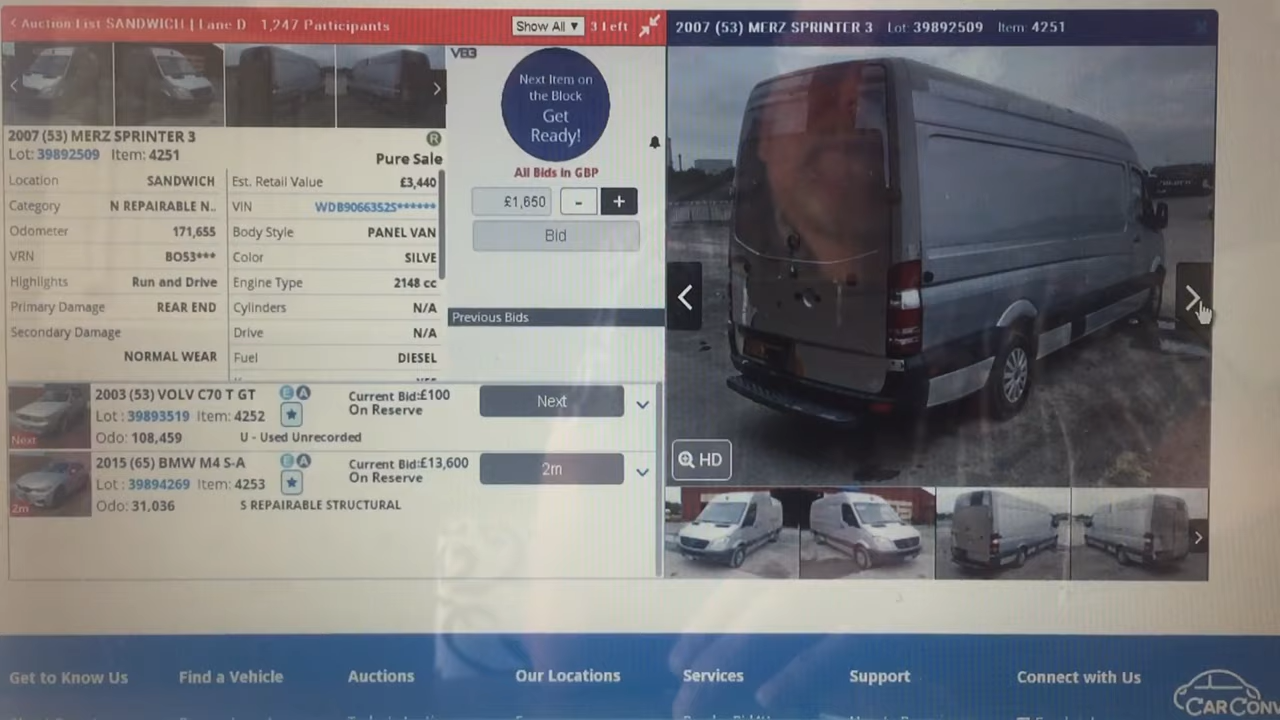 ‹ Auction List SANDWICH | Lane D 1,247 Participants
Show All ▼ 3 Left
VEG
2007 (53) MERZ SPRINTER 3
Lot: 39892509 Item: 4251
R
Pure Sale
Location SANDWICH
Category N REPAIRABLE N..
Odometer 171,655
VRN BO53***
Highlights Run and Drive
Primary Damage REAR END
Secondary Damage
NORMAL WEAR
Est. Retail Value £3,440
VIN WDB9066352S******
Body Style PANEL VAN
Color SILVE
Engine Type 2148 cc
Cylinders N/A
Drive N/A
Fuel DIESEL
Next Item on
the Block
Get
Ready!
All Bids in GBP
£1,650 - +
Bid
Previous Bids
2003 (53) VOLV C70 T GT E A
Lot : 39893519 Item: 4252
Odo: 108,459 U - Used Unrecorded
Current Bid:£100
On Reserve
Next
Next
2015 (65) BMW M4 S-A E A
Lot : 39894269 Item: 4253
Odo: 31,036 S REPAIRABLE STRUCTURAL
Current Bid:£13,600
On Reserve
2m
2m
2007 (53) MERZ SPRINTER 3 Lot: 39892509 Item: 4251
HD
Get to Know Us Find a Vehicle Auctions Our Locations Services Support Connect with Us
CARCONV